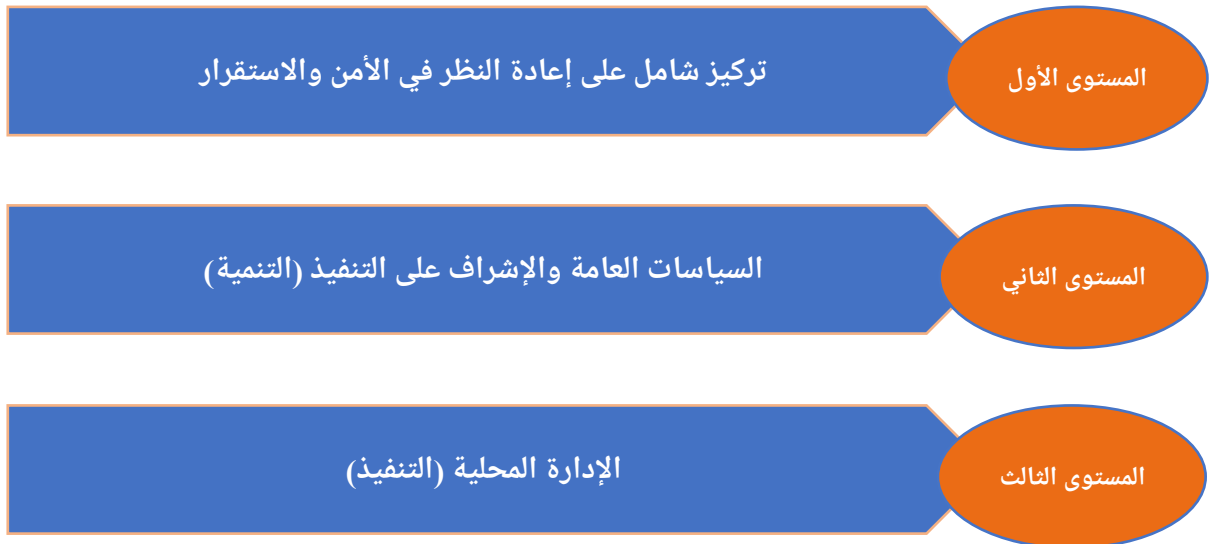 المستوى الأول
تركيز شامل على إعادة النظر في الأمن والاستقرار
المستوى الثاني
السياسات العامة والإشراف على التنفيذ (التنمية)
المستوى الثالث
الإدارة المحلية (التنفيذ)